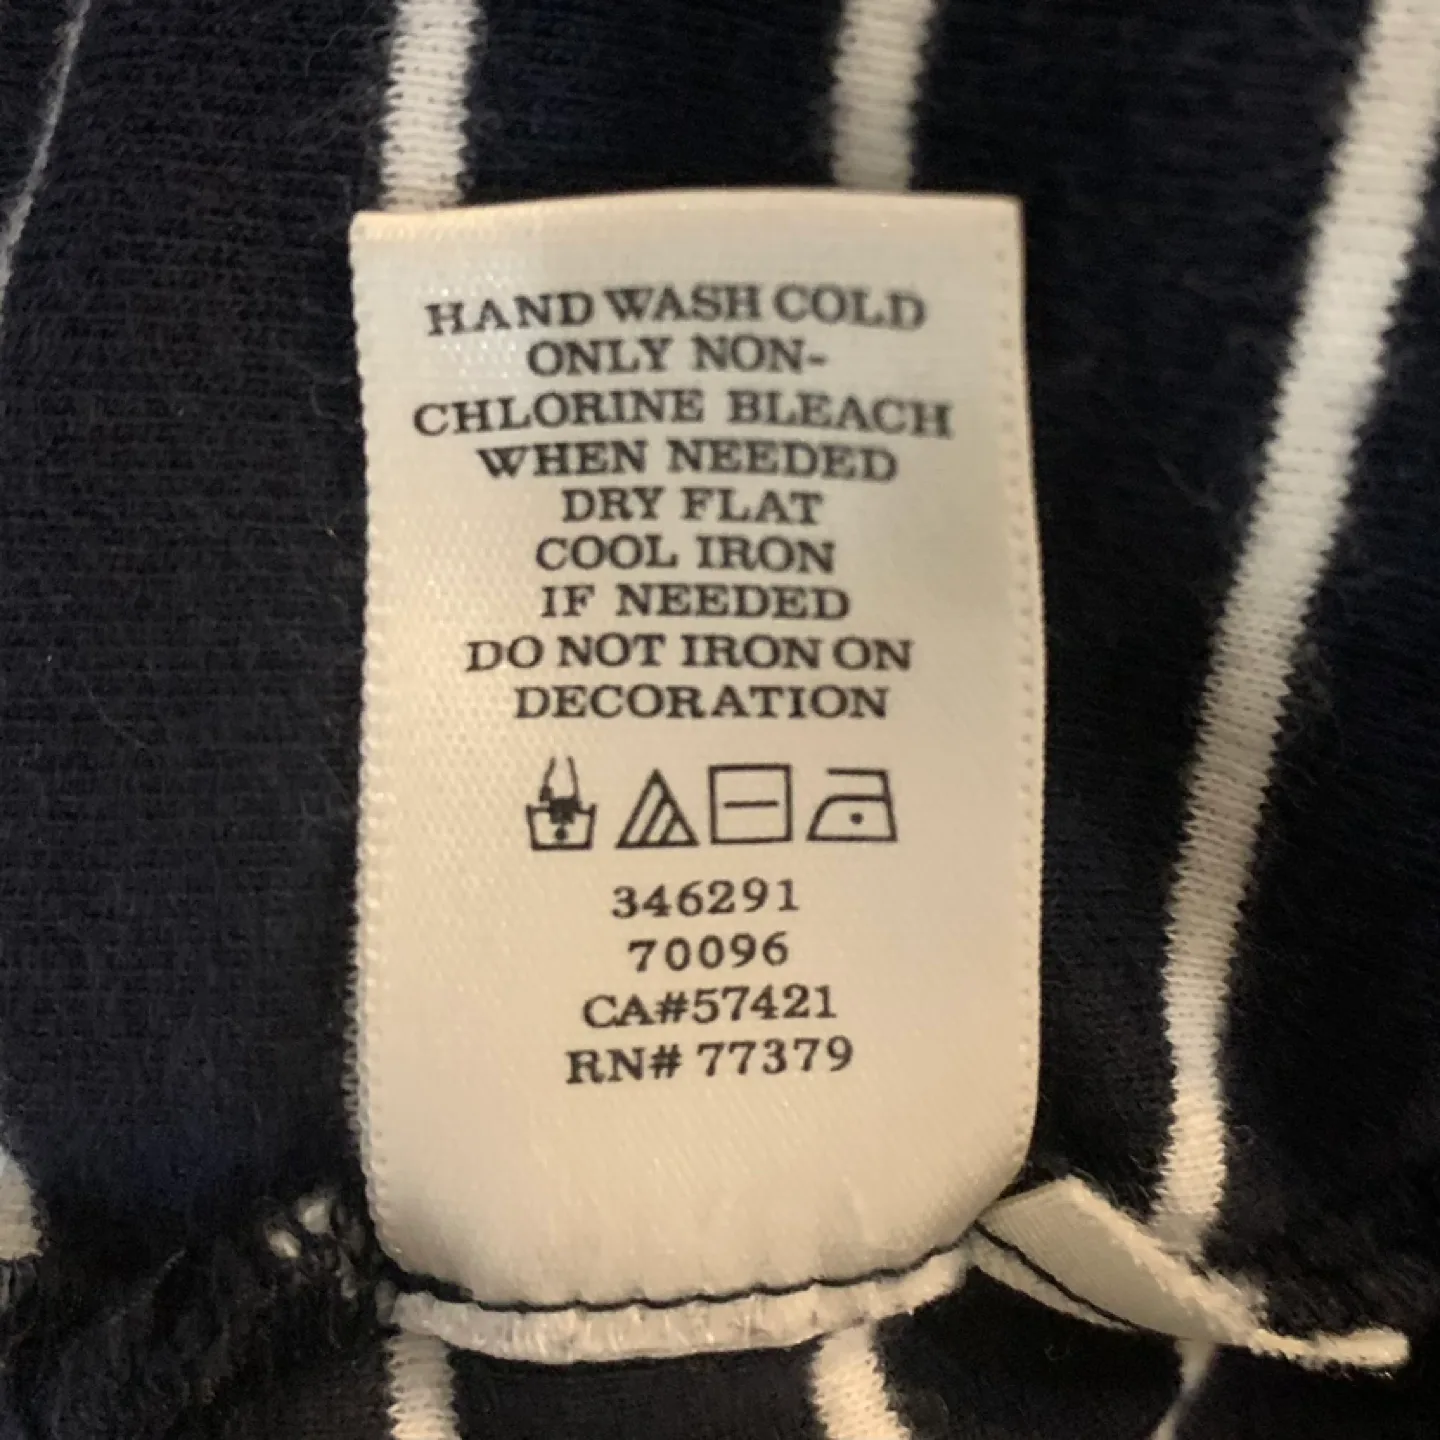 HAND WASH COLD
ONLY NON-
CHLORINE BLEACH
WHEN NEEDED
DRY FLAT
COOL IRON
IF NEEDED
DO NOT IRON ON
DECORATION
346291
70096
CA#57421
RN# 77379